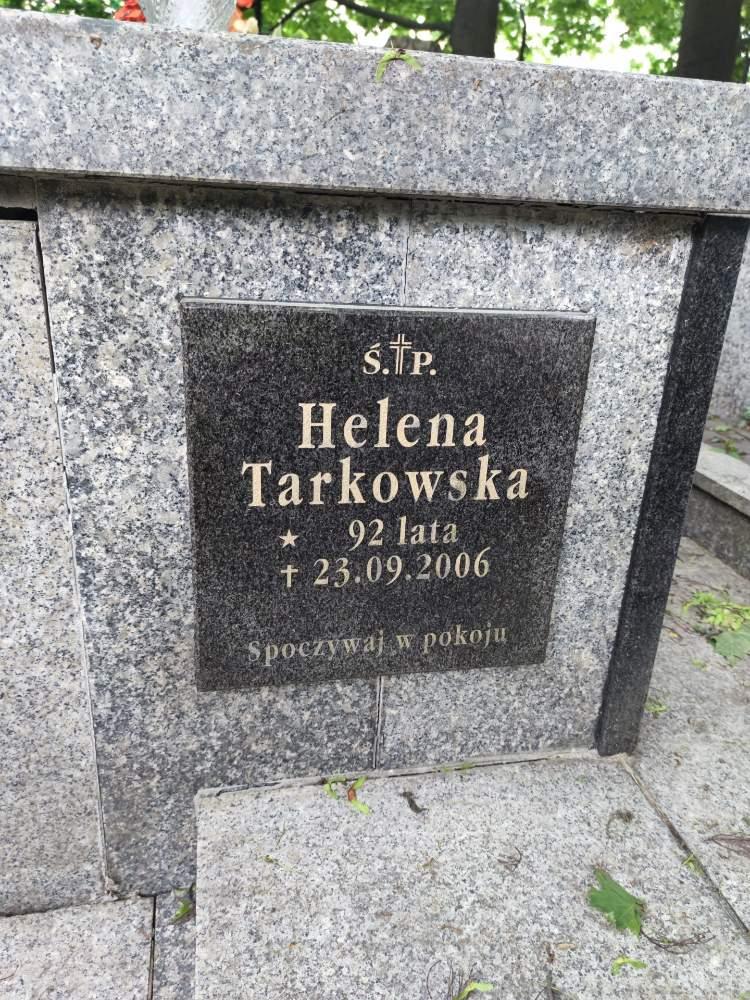 Ś.†P.
Helena
Tarkowska
★ 92 lata
† 23.09.2006
Spoczywaj w pokoju